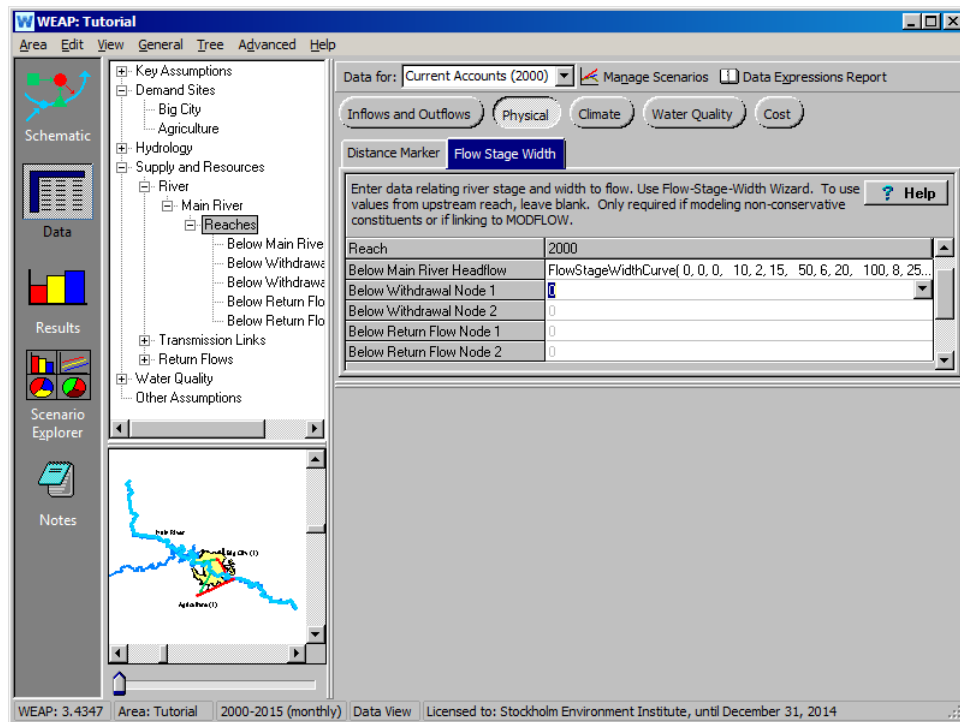 WEAP: Tutorial
Area Edit View General Tree Advanced Help
Schematic
Data
Results
Scenario
Explorer
Notes
Key Assumptions
Demand Sites
Big City
Agriculture
Hydrology
Supply and Resources
River
Main River
Reaches
Below Main Rive
Below Withdrawa
Below Withdrawa
Below Return Flo
Below Return Flo
Transmission Links
Return Flows
Water Quality
Other Assumptions
Main River
Big City (1)
Agriculture (1)
Data for: Current Accounts (2000) Manage Scenarios Data Expressions Report
Inflows and Outflows Physical Climate Water Quality Cost
Distance Marker Flow Stage Width
Enter data relating river stage and width to flow. Use Flow-Stage-Width Wizard. To use
values from upstream reach, leave blank. Only required if modeling non-conservative
constituents or if linking to MODFLOW.
? Help
Reach 2000
Below Main River Headflow FlowStageWidthCurve( 0, 0, 0, 10, 2, 15, 50, 6, 20, 100, 8, 25...
Below Withdrawal Node 1 0
Below Withdrawal Node 2 0
Below Return Flow Node 1 0
Below Return Flow Node 2 0
WEAP: 3.4347 Area: Tutorial 2000-2015 (monthly) Data View Licensed to: Stockholm Environment Institute, until December 31, 2014